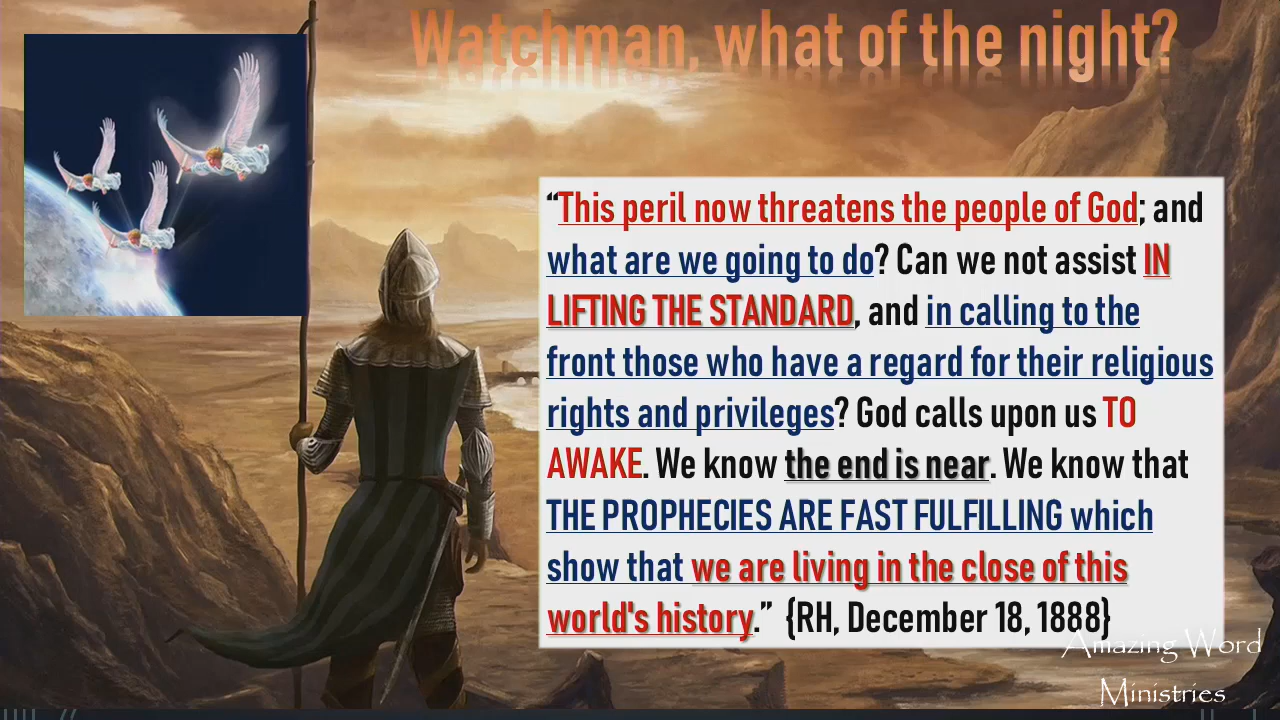 Watchman, what of the night?
“This peril now threatens the people of God; and
what are we going to do? Can we not assist IN
LIFTING THE STANDARD, and in calling to the
front those who have a regard for their religious
rights and privileges? God calls upon us TO
AWAKE. We know the end is near. We know that
THE PROPHECIES ARE FAST FULFILLING which
show that we are living in the close of this
world's history.” {RH, December 18, 1888}
Amazing Word
Ministries